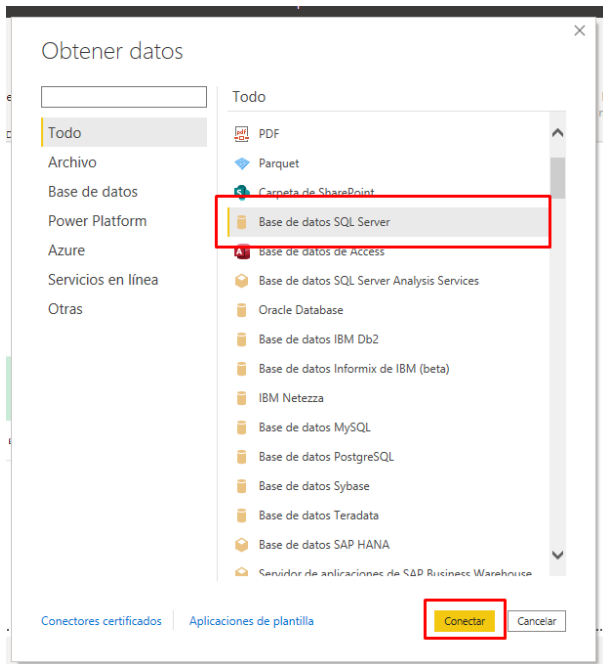 Obtener datos
Todo
Archivo
Base de datos
Power Platform
Azure
Servicios en línea
Otras
Todo
PDF
Parquet
Carpeta de SharePoint
Base de datos SQL Server
Base de datos de Access
Base de datos SQL Server Analysis Services
Oracle Database
Base de datos IBM Db2
Base de datos Informix de IBM (beta)
IBM Netezza
Base de datos MySQL
Base de datos PostgreSQL
Base de datos Sybase
Base de datos Teradata
Base de datos SAP HANA
Servidor de aplicaciones de SAP Business Warehouse
Conectores certificados
Aplicaciones de plantilla
Conectar
Cancelar